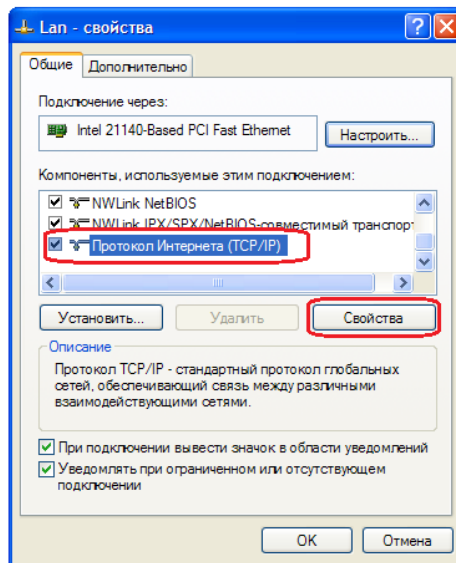 Lan - свойства
Общие
Дополнительно
Подключение через:
Intel 21140-Based PCI Fast Ethernet
Настроить...
Компоненты, используемые этим подключением:
NWLink NetBIOS
NWLink IPX/SPX/NetBIOS-совместимый транспорт
Протокол Интернета (TCP/IP)
Установить...
Удалить
Свойства
Описание
Протокол TCP/IP - стандартный протокол глобальных
сетей, обеспечивающий связь между различными
взаимодействующими сетями.
При подключении вывести значок в области уведомлений
Уведомлять при ограниченном или отсутствующем
подключении
OK
Отмена